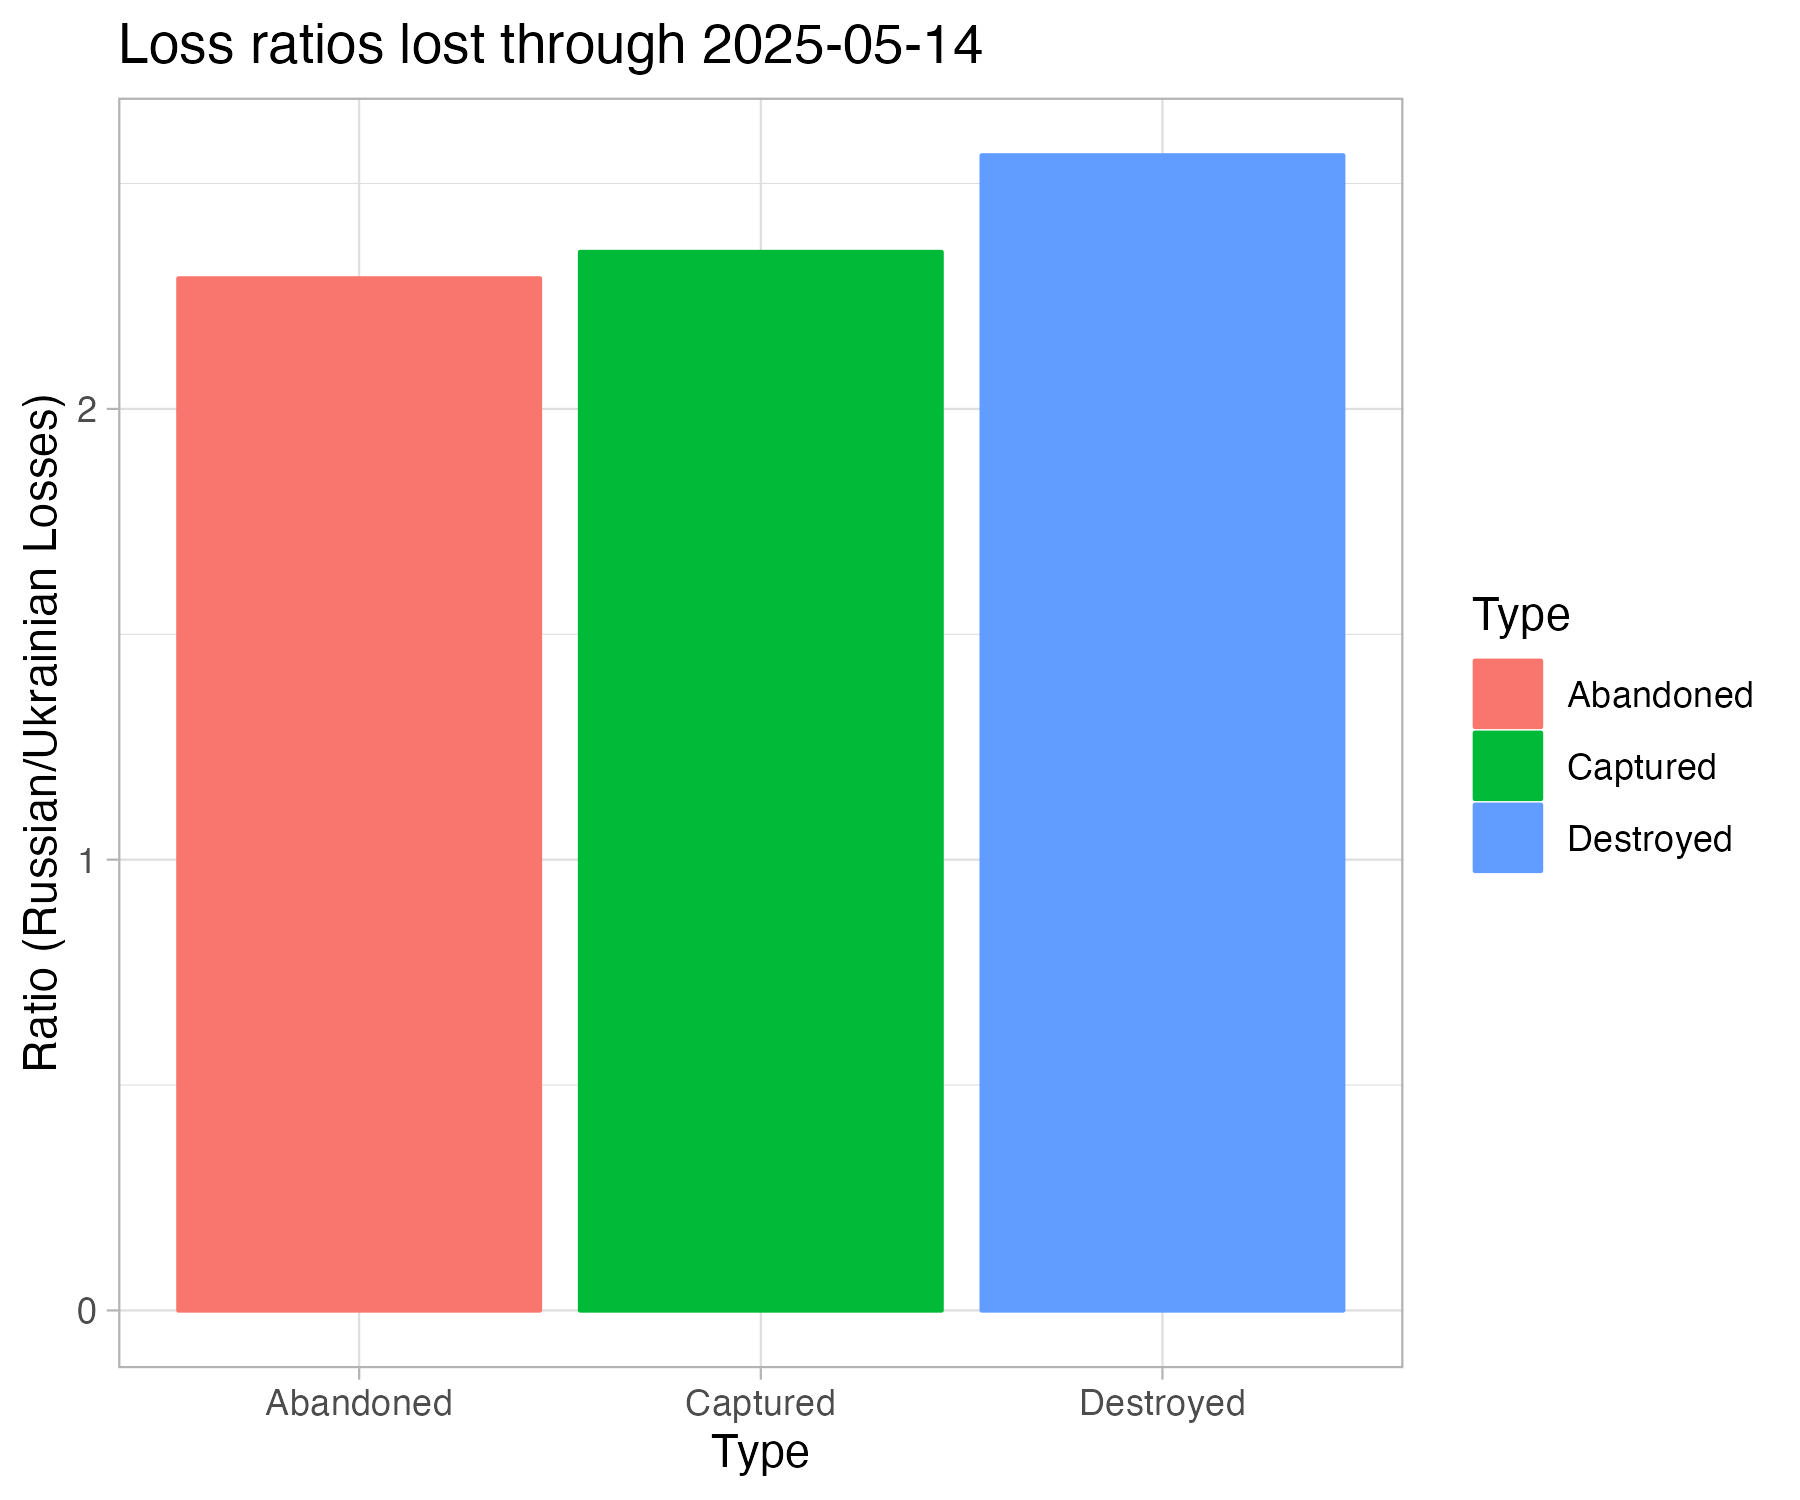 Loss ratios lost through 2025-05-14
Ratio (Russian/Ukrainian Losses)
2
1
0
Abandoned
Captured
Destroyed
Type
Type
Abandoned
Captured
Destroyed